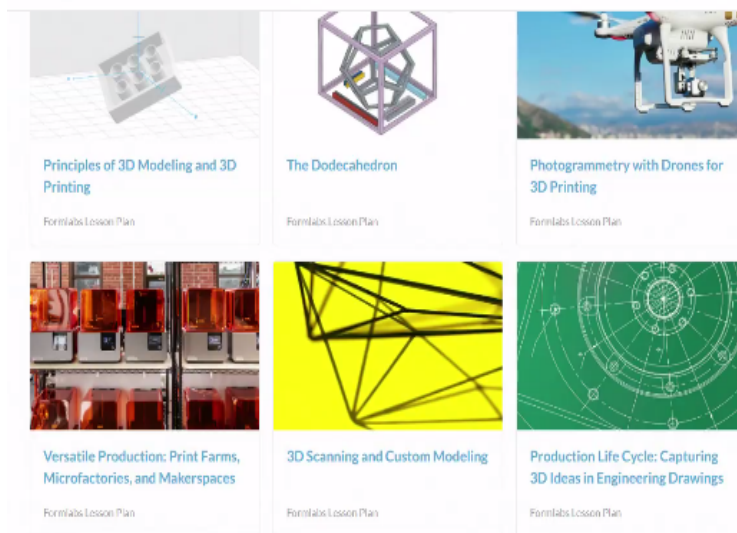 Principles of 3D Modeling and 3D
Printing
Formlabs Lesson Plan
The Dodecahedron
Formlabs Lesson Plan
Photogrammetry with Drones for
3D Printing
Formlabs Lesson Plan
Versatile Production: Print Farms,
Microfactories, and Makerspaces
Formlabs Lesson Plan
3D Scanning and Custom Modeling
Formlabs Lesson Plan
Production Life Cycle: Capturing
3D Ideas in Engineering Drawings
Formlabs Lesson Plan